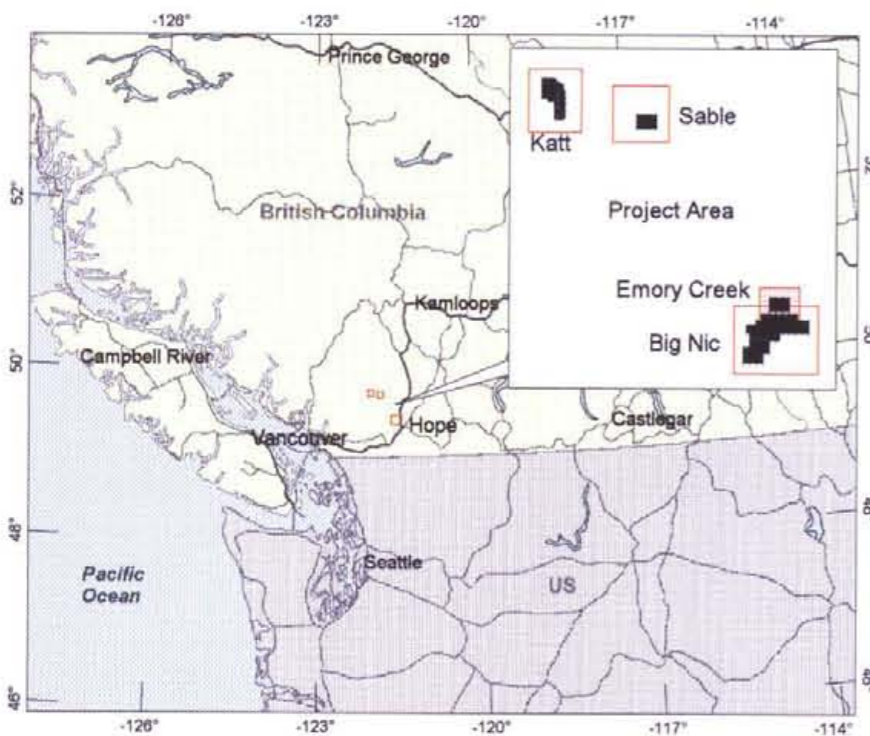 -126° -123° -120° -117° -114°
Prince George
Katt
Sable
52°
British Columbia
Project Area
Emory Creek
Kamloops
Big Nic
50°
Campbell River
Hope
Castlegar
Vancouver
48°
Seattle
Pacific
Ocean
US
46°
-126° -123° -120° -117° -114°